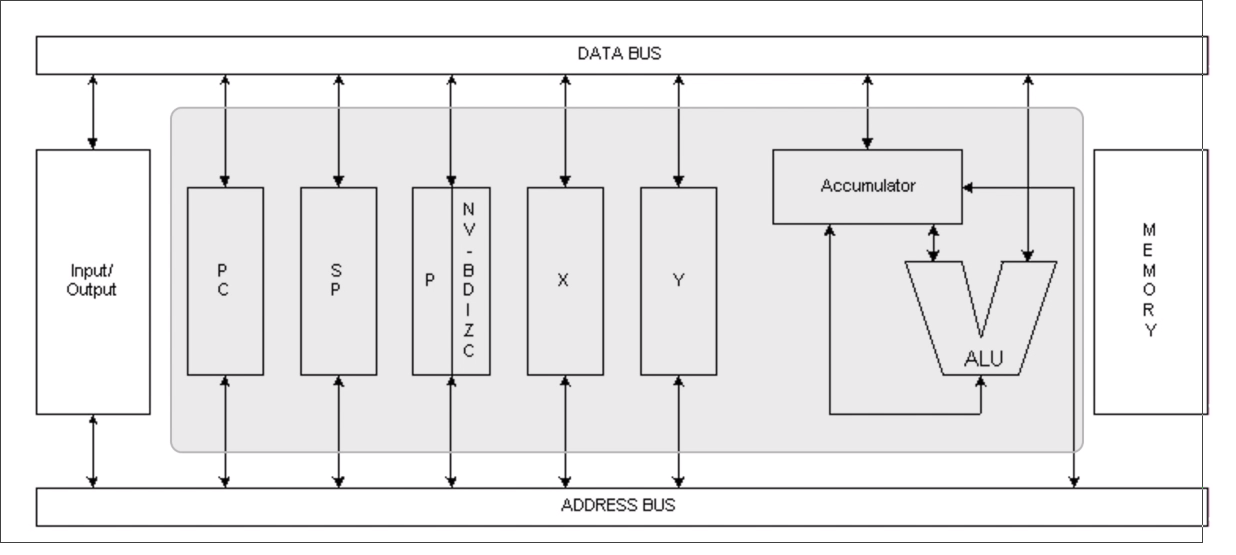 DATA BUS
Input/
Output
P
C
S
P
P
N
V
-
B
D
I
Z
C
X
Y
Accumulator
ALU
M
E
M
O
R
Y
ADDRESS BUS